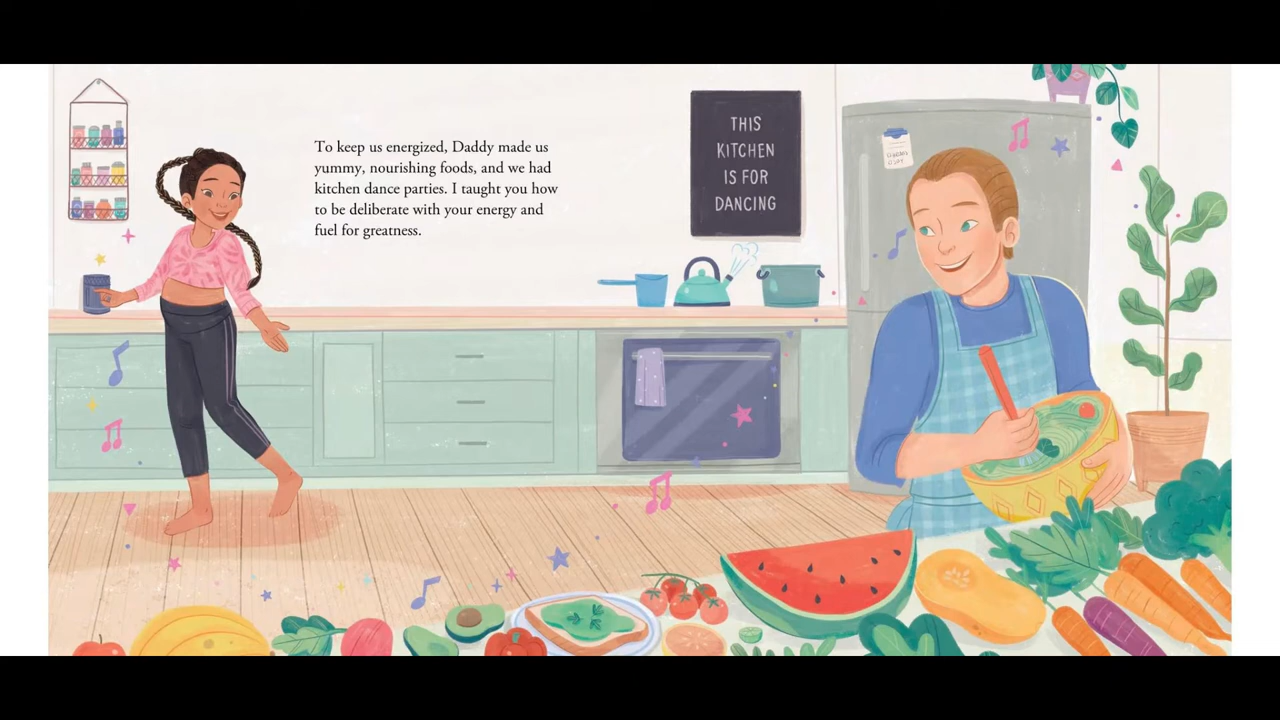 To keep us energized, Daddy made us
yummy, nourishing foods, and we had
kitchen dance parties. I taught you how
to be deliberate with your energy and
fuel for greatness.
THIS
KITCHEN
IS FOR
DANCING